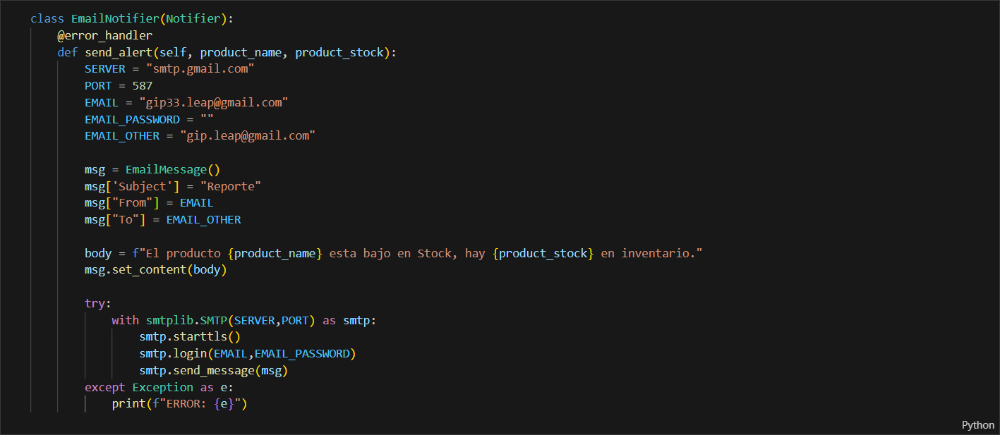 class EmailNotifier(Notifier):
    @error_handler
    def send_alert(self, product_name, product_stock):
        SERVER = "smtp.gmail.com"
        PORT = 587
        EMAIL = "gip33.leap@gmail.com"
        EMAIL_PASSWORD = ""
        EMAIL_OTHER = "gip.leap@gmail.com"

        msg = EmailMessage()
        msg['Subject'] = "Reporte"
        msg["From"] = EMAIL
        msg["To"] = EMAIL_OTHER

        body = f"El producto {product_name} esta bajo en Stock, hay {product_stock} en inventario."
        msg.set_content(body)

        try:
            with smtplib.SMTP(SERVER,PORT) as smtp:
                smtp.starttls()
                smtp.login(EMAIL,EMAIL_PASSWORD)
                smtp.send_message(msg)
        except Exception as e:
            print(f"ERROR: {e}")
Python